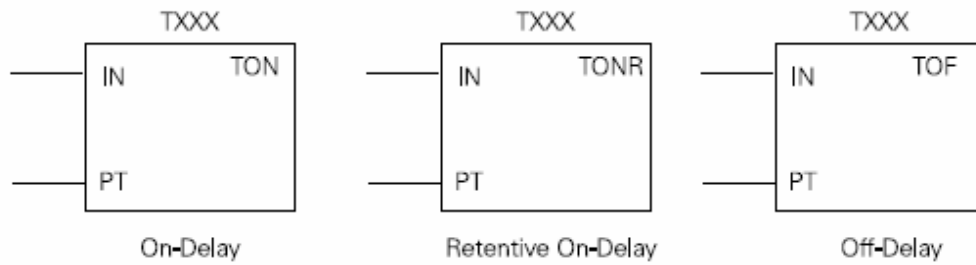 TXXX TXXX TXXX
IN TON IN TONR IN TOF
PT PT PT
On-Delay Retentive On-Delay Off-Delay